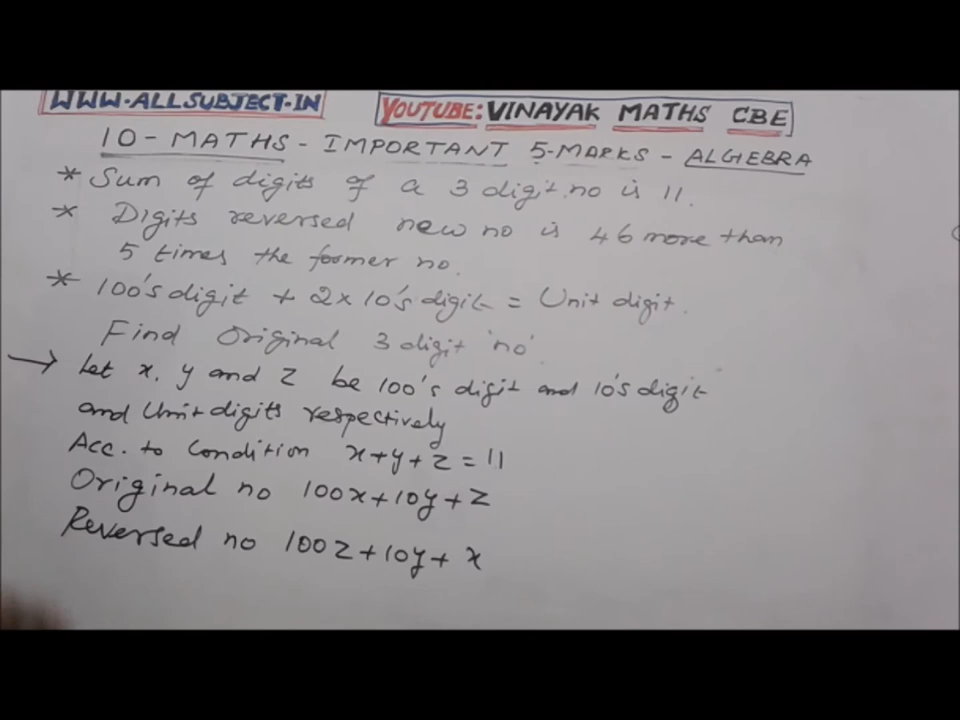 WWW.ALLSUBJECT.IN YOUTUBE: VINAYAK MATHS CBE
10 - MATHS - IMPORTANT 5-MARKS - ALGEBRA
* Sum of digits of a 3 digit no is 11.
* Digits reversed new no is 46 more than
5 times the former no.
* 100's digit + 2x10's digit = Unit digit.
Find Original 3 digit 'no'.
→ Let x, y and z be 100's digit and 10's digit
and Unit digits respectively
Acc. to Condition x+y+z = 11
Original no 100x+10y+z
Reversed no 100z+10y+x